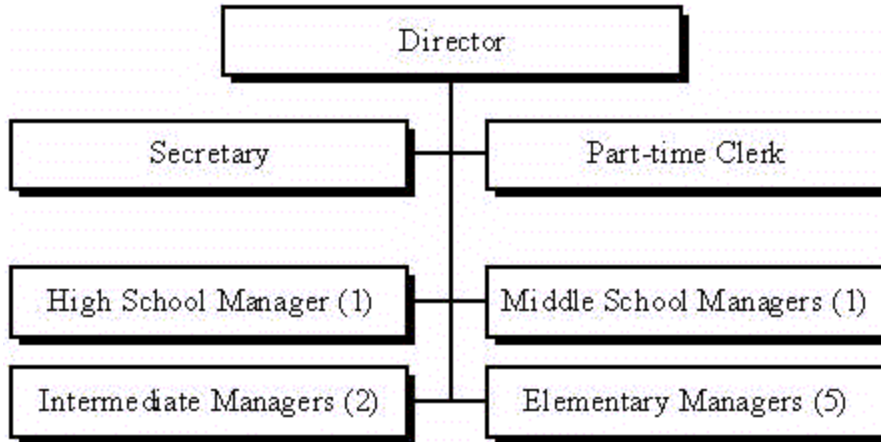 Director
Secretary
Part-time Clerk
High School Manager (1)
Middle School Managers (1)
Intermediate Managers (2)
Elementary Managers (5)